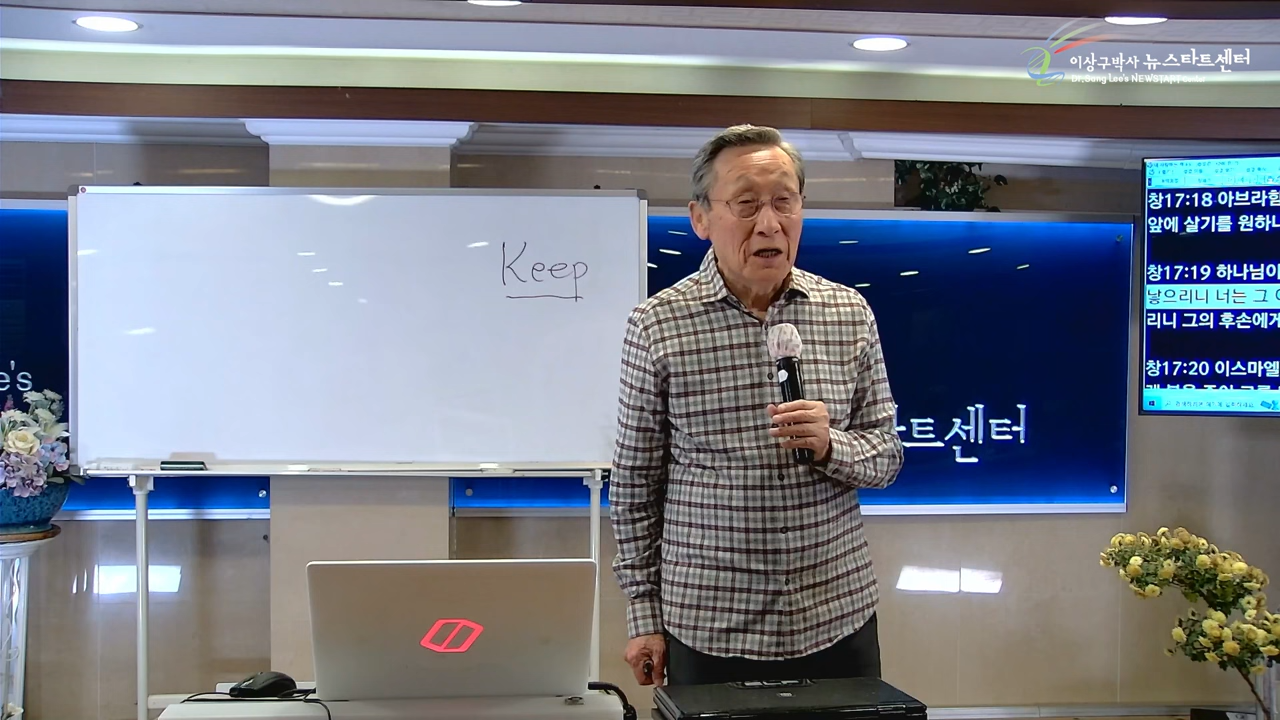 이상구박사 뉴스타트센터
Dr. Sang Lee's NEWSTART Center
Keep
e's
타트센터
창17:18 아브라함
앞에 살기를 원하나
창17:19 하나님이
낳으리니 너는 그 이
리니 그의 후손에게
창17:20 이스마엘